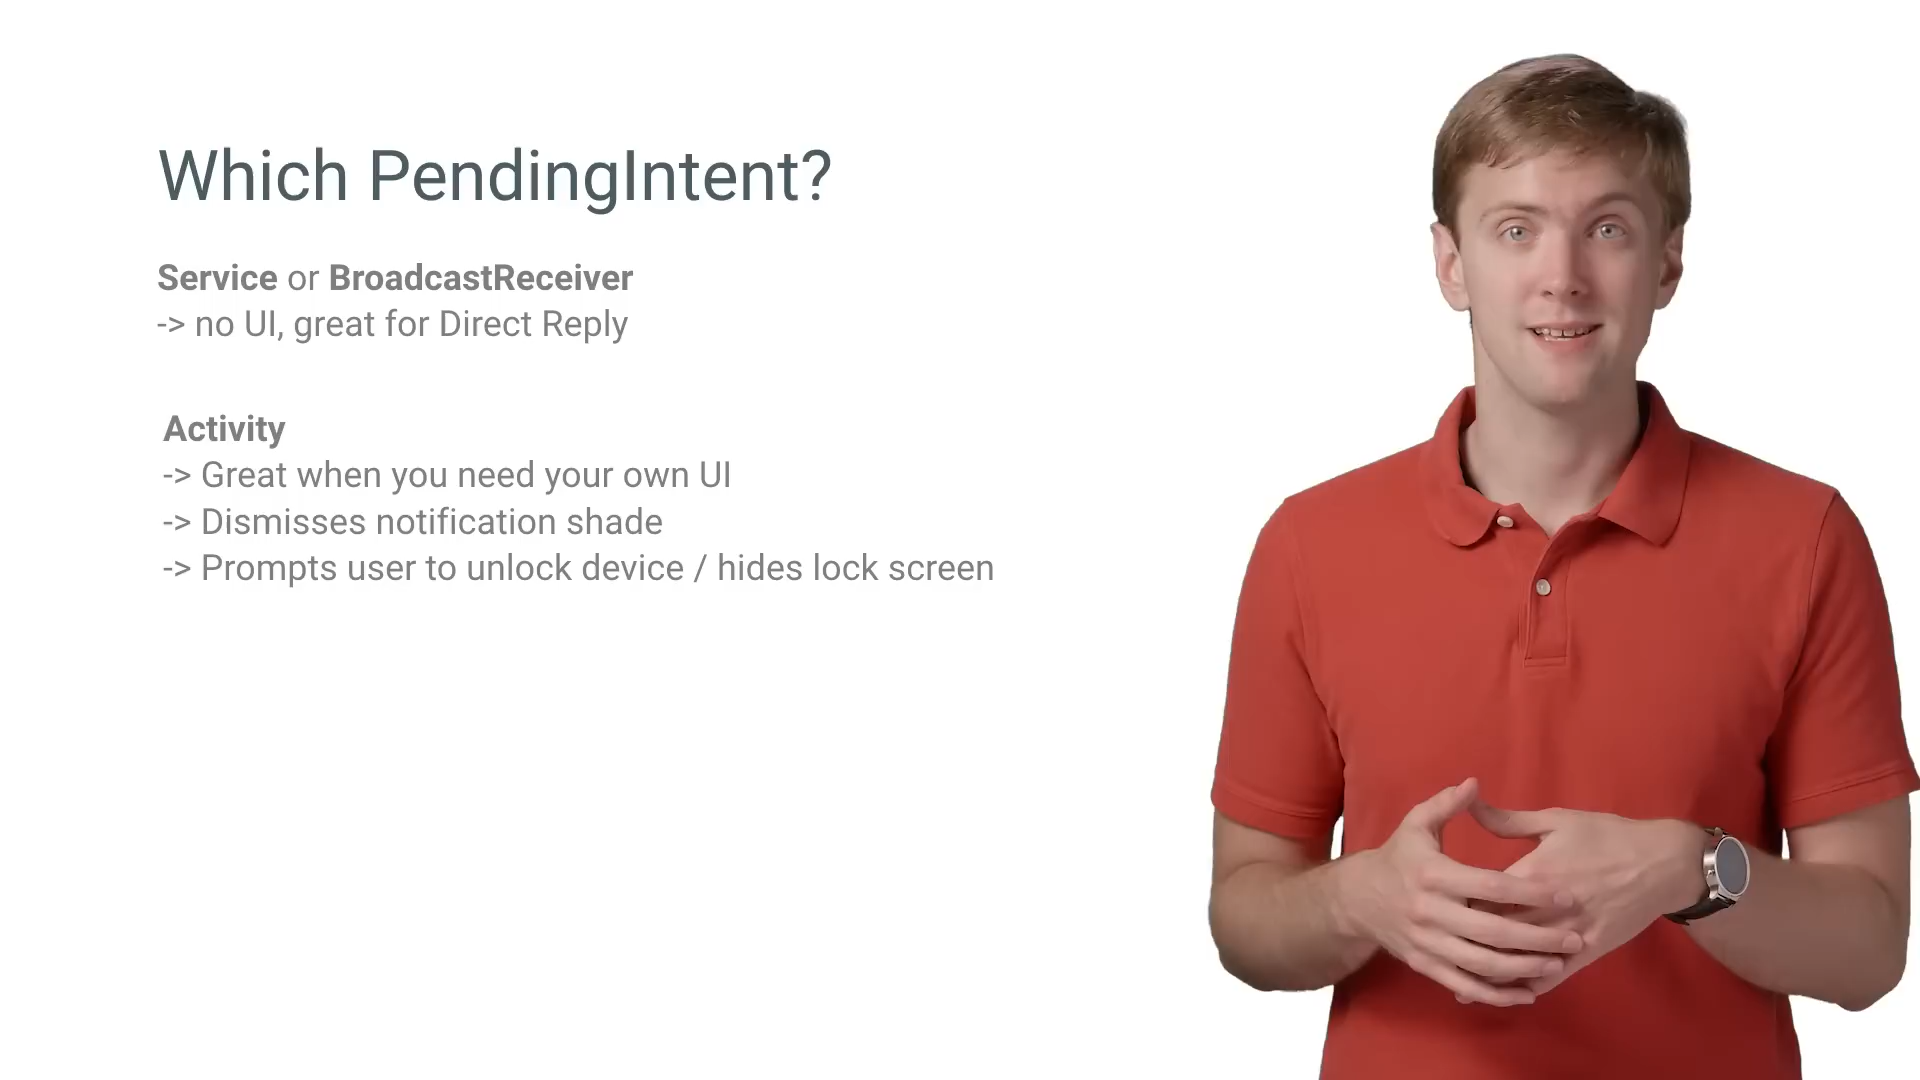 Which PendingIntent?
Service or BroadcastReceiver
-> no UI, great for Direct Reply
Activity
-> Great when you need your own UI
-> Dismisses notification shade
-> Prompts user to unlock device / hides lock screen